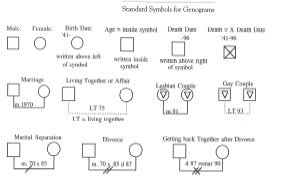 Standard Symbols for Genograms
Male: Female: Birth Date Age = inside symbol Death Date Death = X Death Date
'41- -96 '41-96
written above left of symbol
written inside symbol
written above right of symbol
Marriage Living Together or Affair Lesbian Couple Gay Couple
m 1970 LT 75 m 91 LT 93
LT = living together
Marital Separation Divorce Getting back Together after Divorce
m. 70 s 85 m. 70 s 85 d 87 d 87 remar 90